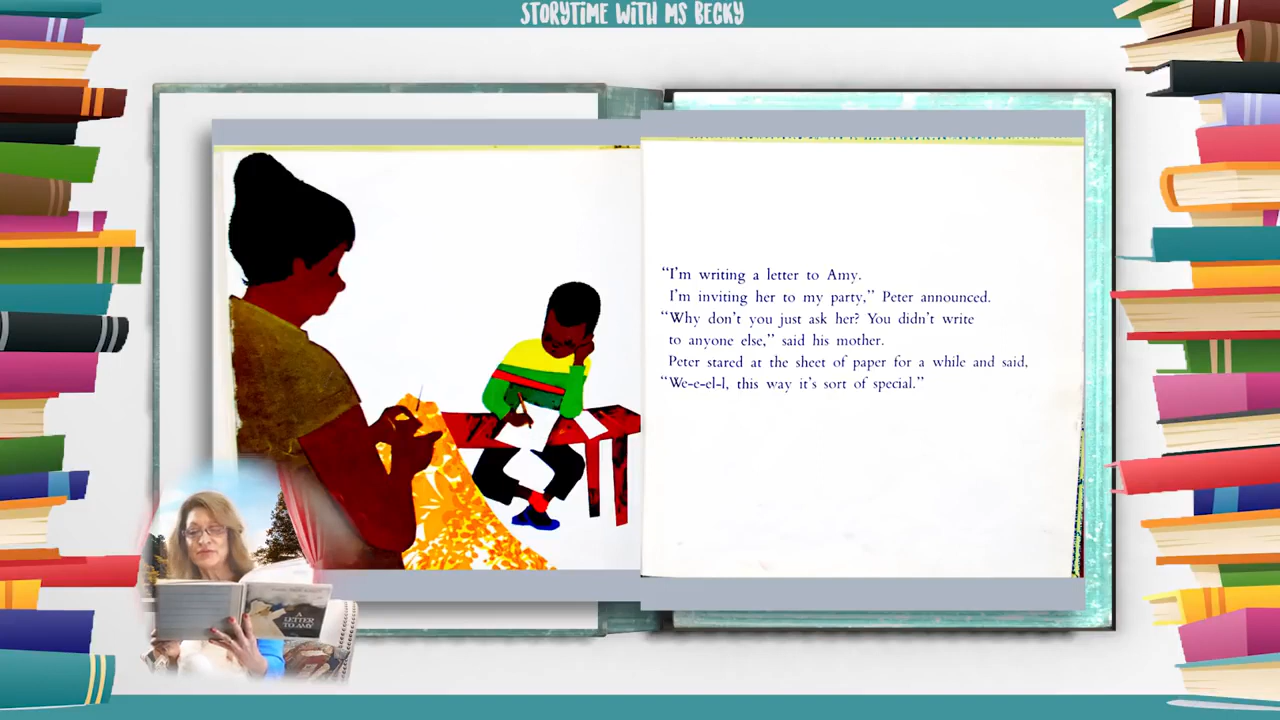 STORYTIME WITH MS BECKY
“I’m writing a letter to Amy.
I’m inviting her to my party,” Peter announced.
“Why don’t you just ask her? You didn’t write
to anyone else,” said his mother.
Peter stared at the sheet of paper for a while and said,
“We-e-el-l, this way it’s sort of special.”
A
LETTER
TO AMY